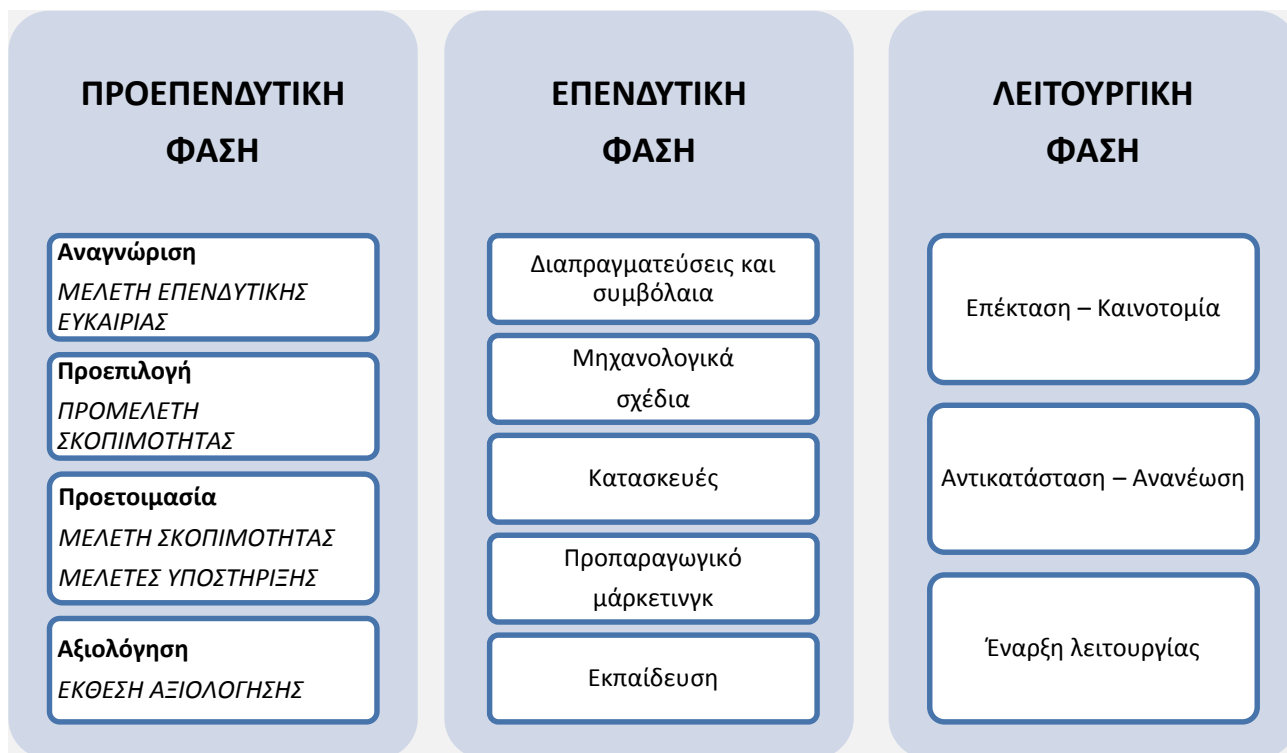 ΠΡΟΕΠΕΝΔΥΤΙΚΗ
ΦΑΣΗ
Αναγνώριση
ΜΕΛΕΤΗ ΕΠΕΝΔΥΤΙΚΗΣ
ΕΥΚΑΙΡΙΑΣ
Προεπιλογή
ΠΡΟΜΕΛΕΤΗ
ΣΚΟΠΙΜΟΤΗΤΑΣ
Προετοιμασία
ΜΕΛΕΤΗ ΣΚΟΠΙΜΟΤΗΤΑΣ
ΜΕΛΕΤΕΣ ΥΠΟΣΤΗΡΙΞΗΣ
Αξιολόγηση
ΕΚΘΕΣΗ ΑΞΙΟΛΟΓΗΣΗΣ
ΕΠΕΝΔΥΤΙΚΗ
ΦΑΣΗ
Διαπραγματεύσεις και
συμβόλαια
Μηχανολογικά
σχέδια
Κατασκευές
Προπαραγωγικό
μάρκετινγκ
Εκπαίδευση
ΛΕΙΤΟΥΡΓΙΚΗ
ΦΑΣΗ
Επέκταση – Καινοτομία
Αντικατάσταση – Ανανέωση
Έναρξη λειτουργίας